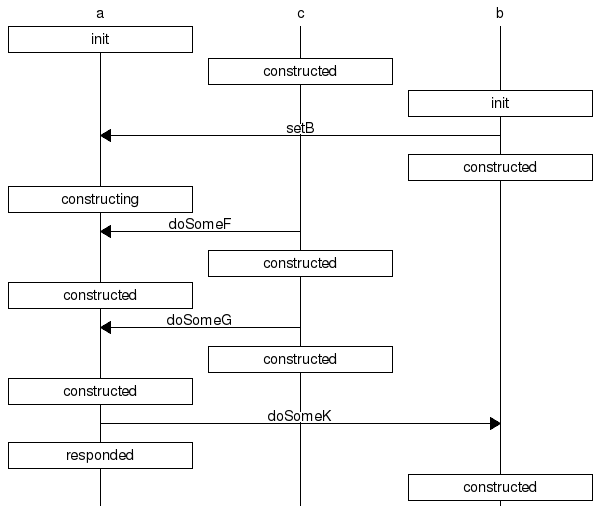 a c b
init
constructed
init
setB
constructed
constructing
doSomeF
constructed
constructed
doSomeG
constructed
constructed
doSomeK
responded
constructed